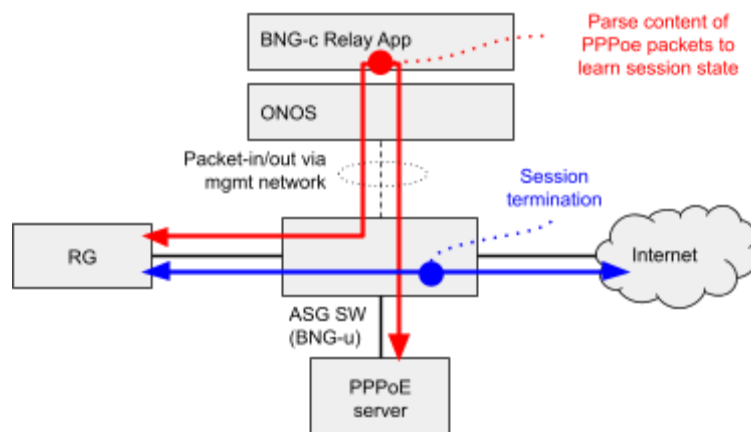 BNG-c Relay App
Parse content of
PPPoe packets to
learn session state
ONOS
Packet-in/out via
mgmt network
Session
termination
RG
Internet
ASG SW
(BNG-u)
PPPoE
server